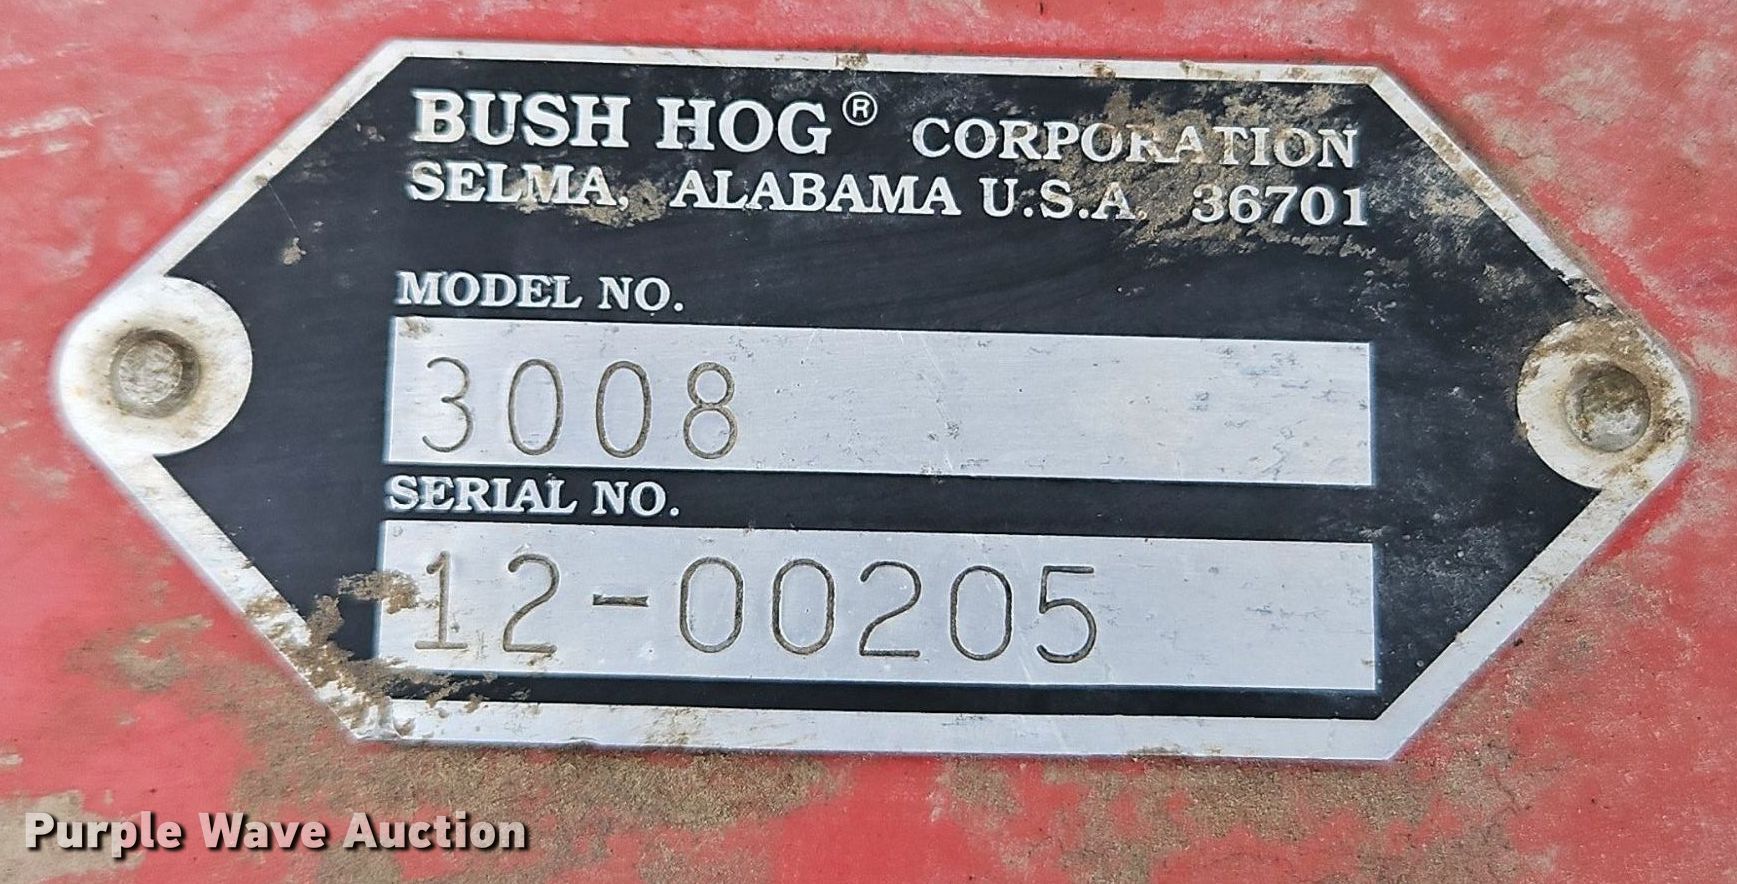 BUSH HOG® CORPORATION
SELMA, ALABAMA U.S.A. 36701
MODEL NO.
3008
SERIAL NO.
12-00205
Purple Wave Auction